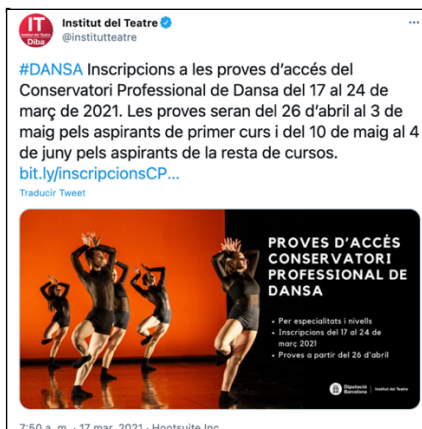 IT
Institut del Teatre
Diba
Institut del Teatre
@institutteatre
#DANSA Inscripcions a les proves d'accés del
Conservatori Professional de Dansa del 17 al 24 de
març de 2021. Les proves seran del 26 d'abril al 3 de
maig pels aspirants de primer curs i del 10 de maig al 4
de juny pels aspirants de la resta de cursos.
bit.ly/inscripcionsCP...
Traducir Tweet
PROVES D'ACCÉS
CONSERVATORI
PROFESSIONAL DE
DANSA
• Per especialitats i nivells
• Inscripcions del 17 al 24 de
març 2021
• Proves a partir del 26 d'abril
Diputació
Barcelona
Institut del Teatre
7:50 a. m. · 17 mar. 2021 · Hootsuite Inc.